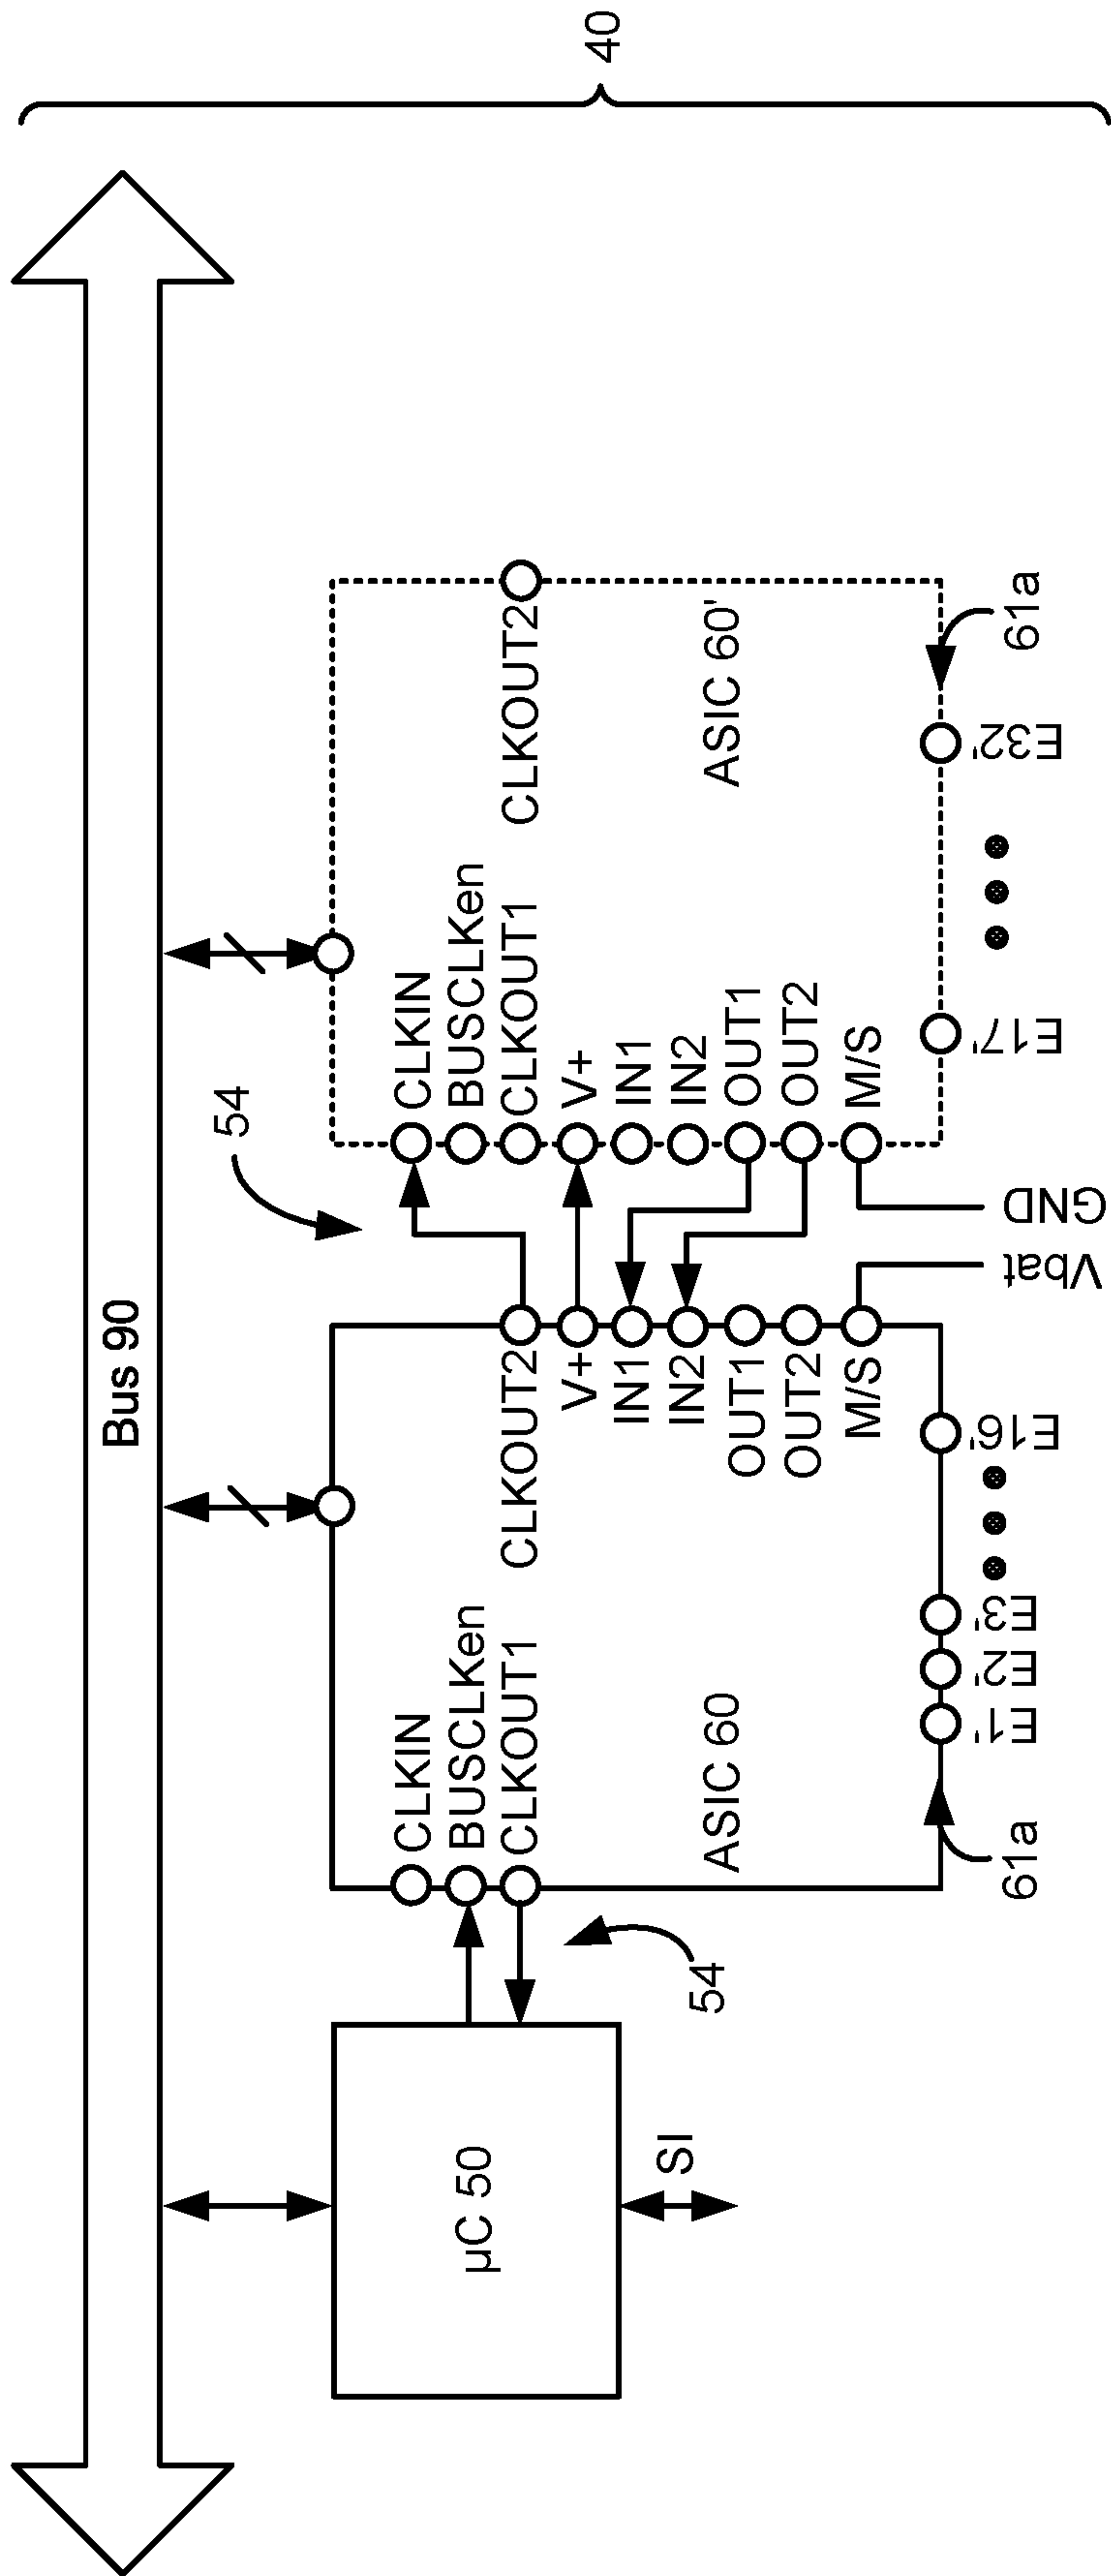 Bus 90
40
54
µC 50
SI
54
CLKIN
BUSCLKen
CLKOUT1
CLKOUT2
V+
IN1
IN2
OUT1
OUT2
M/S
ASIC 60
61a
E1'
E2'
E3'
E16'
Vbat
GND
CLKIN
BUSCLKen
CLKOUT1
V+
IN1
IN2
OUT1
OUT2
M/S
CLKOUT2
ASIC 60'
E17'
E32'
61a